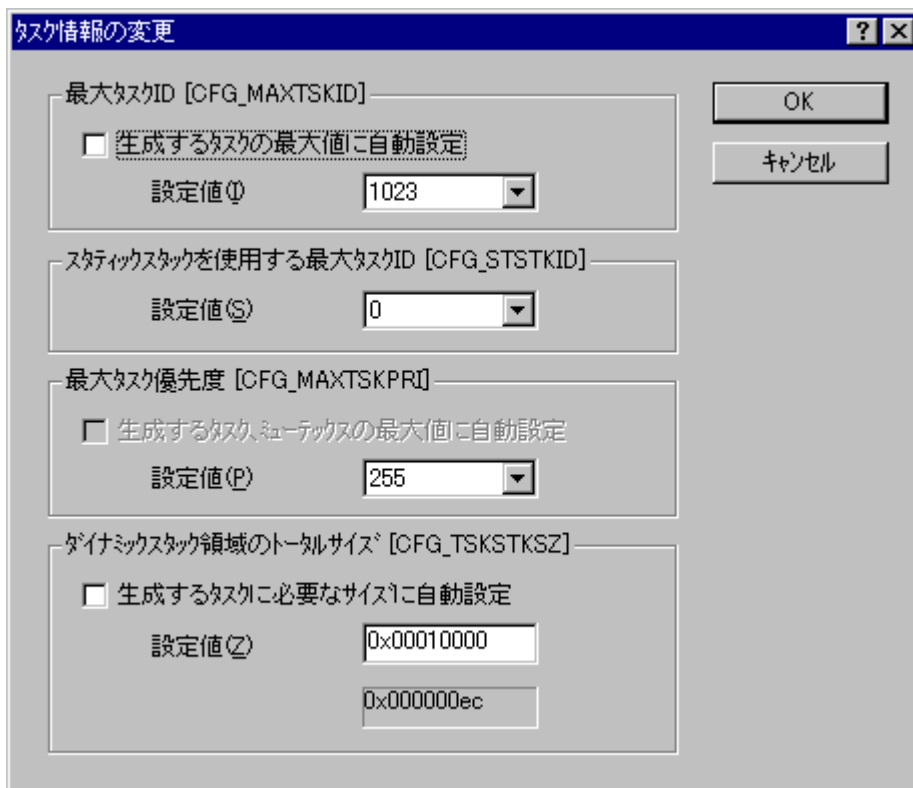 ﾀｽｸ情報の変更
最大ﾀｽｸID [CFG_MAXTSKID]
生成するﾀｽｸの最大値に自動設定
設定値(I)
1023
ｽﾀﾃｨｯｸｽﾀｯｸを使用する最大ﾀｽｸID [CFG_STSTKID]
設定値(S)
0
最大ﾀｽｸ優先度 [CFG_MAXTSKPRI]
生成するﾀｽｸ､ﾐｭｰﾃｯｸｽの最大値に自動設定
設定値(P)
255
ﾀﾞｲﾅﾐｯｸｽﾀｯｸ領域のﾄｰﾀﾙｻｲｽﾞ [CFG_TSKSTKSZ]
生成するﾀｽｸに必要なｻｲｽﾞに自動設定
設定値(Z)
0x00010000
0x000000ec
OK
ｷｬﾝｾﾙ